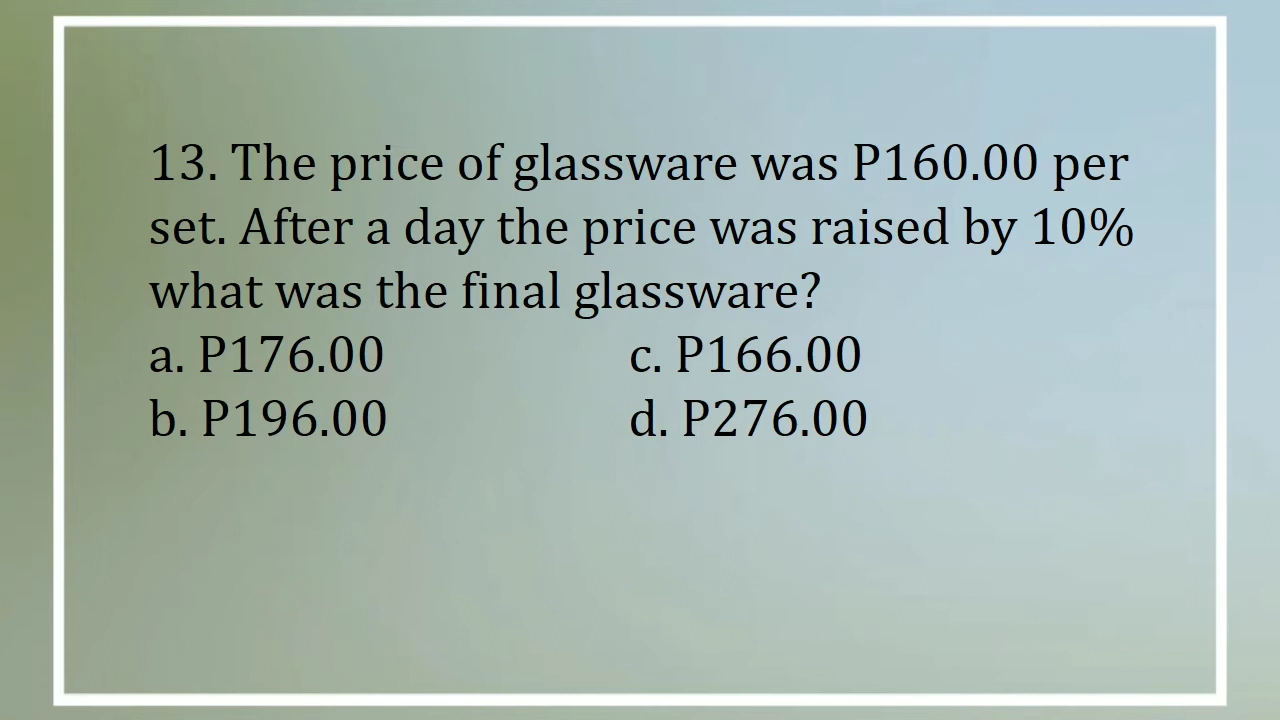 13. The price of glassware was P160.00 per
set. After a day the price was raised by 10%
what was the final glassware?
a. P176.00 c. P166.00
b. P196.00 d. P276.00